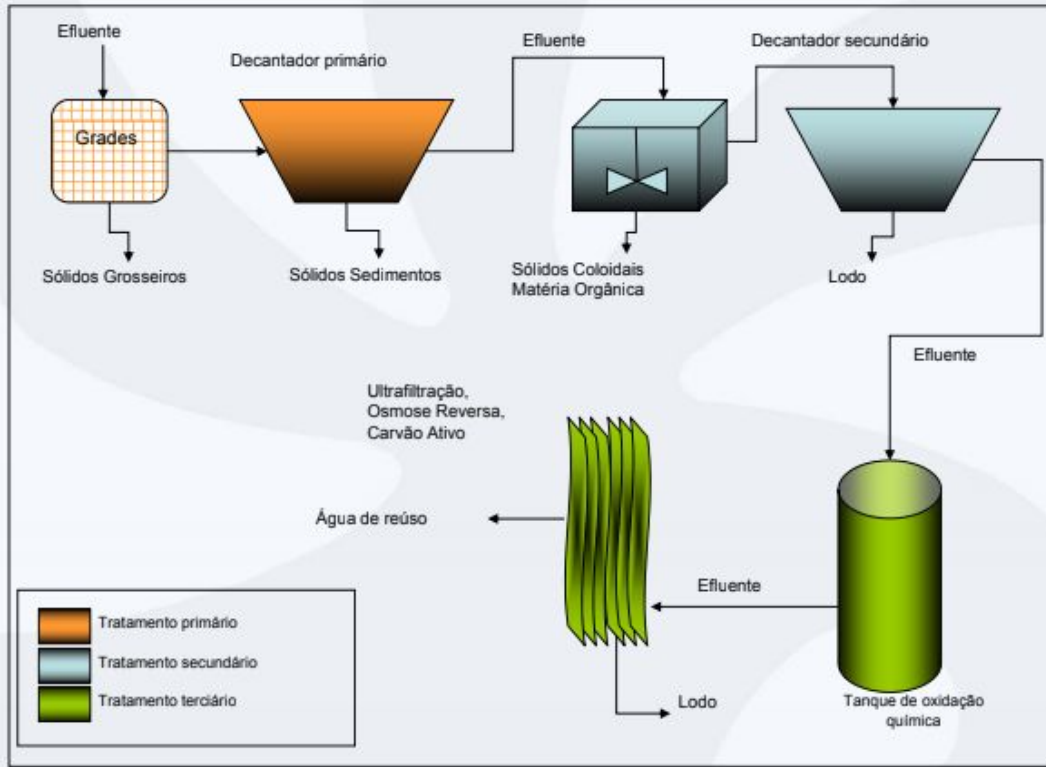 Efluente
Decantador primário
Efluente
Decantador secundário
Grades
Sólidos Grosseiros
Sólidos Sedimentos
Sólidos Coloidais
Matéria Orgânica
Lodo
Efluente
Ultrafiltração,
Osmose Reversa,
Carvão Ativo
Água de reúso
Efluente
Lodo
Tanque de oxidação
química
Tratamento primário
Tratamento secundário
Tratamento terciário